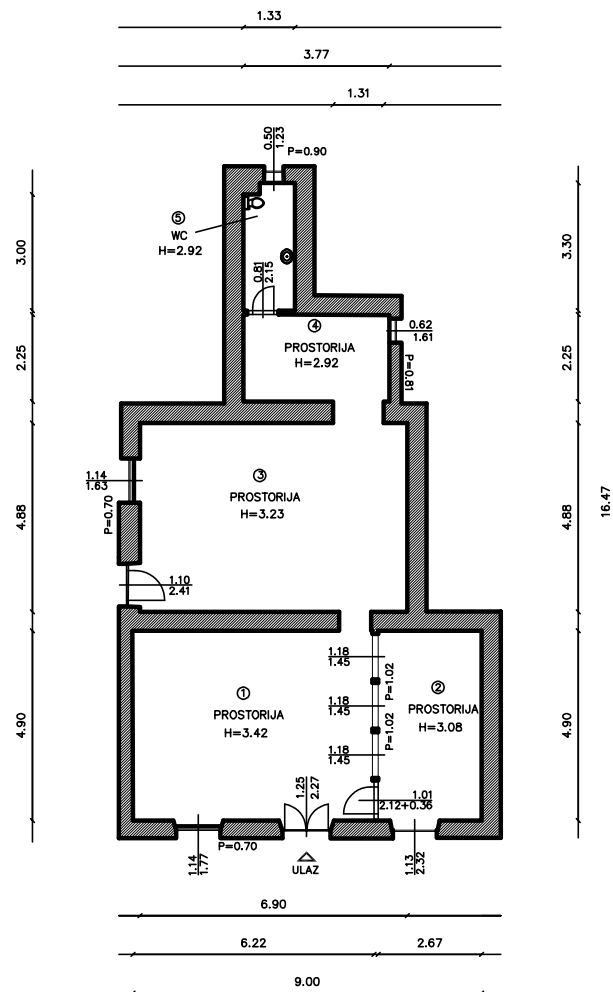 1.33
3.77
1.31
0.50
1.23
P=0.90
⑤
WC
H=2.92
3.00
3.30
0.81
2.15
④
PROSTORIJA
H=2.92
0.62
1.61
P=0.81
2.25
2.25
③
PROSTORIJA
H=3.23
1.14
1.63
P=0.70
4.88
4.88
16.47
1.10
2.41
1.18
1.45
P=1.02
①
PROSTORIJA
H=3.42
②
PROSTORIJA
H=3.08
1.18
1.45
P=1.02
1.18
1.45
4.90
4.90
1.25
2.27
1.01
2.12+0.36
1.14
1.77
P=0.70
ULAZ
1.13
2.32
6.90
6.22
2.67
9.00